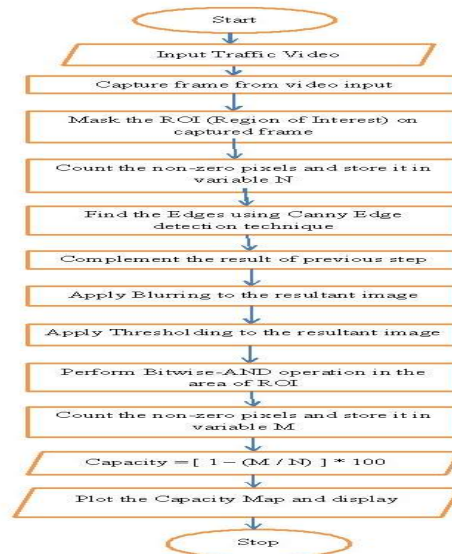 Start
Input Traffic Video
Capture frame from video input
Mask the ROI (Region of Interest) on
captured frame
Count the non-zero pixels and store it in
variable N
Find the Edges using Canny Edge
detection technique
Complement the result of previous step
Apply Blurring to the resultant image
Apply Thresholding to the resultant image
Perform Bitwise-AND operation in the
area of ROI
Count the non-zero pixels and store it in
variable M
Capacity = [ 1 – (M / N) ] * 100
Plot the Capacity Map and display
Stop